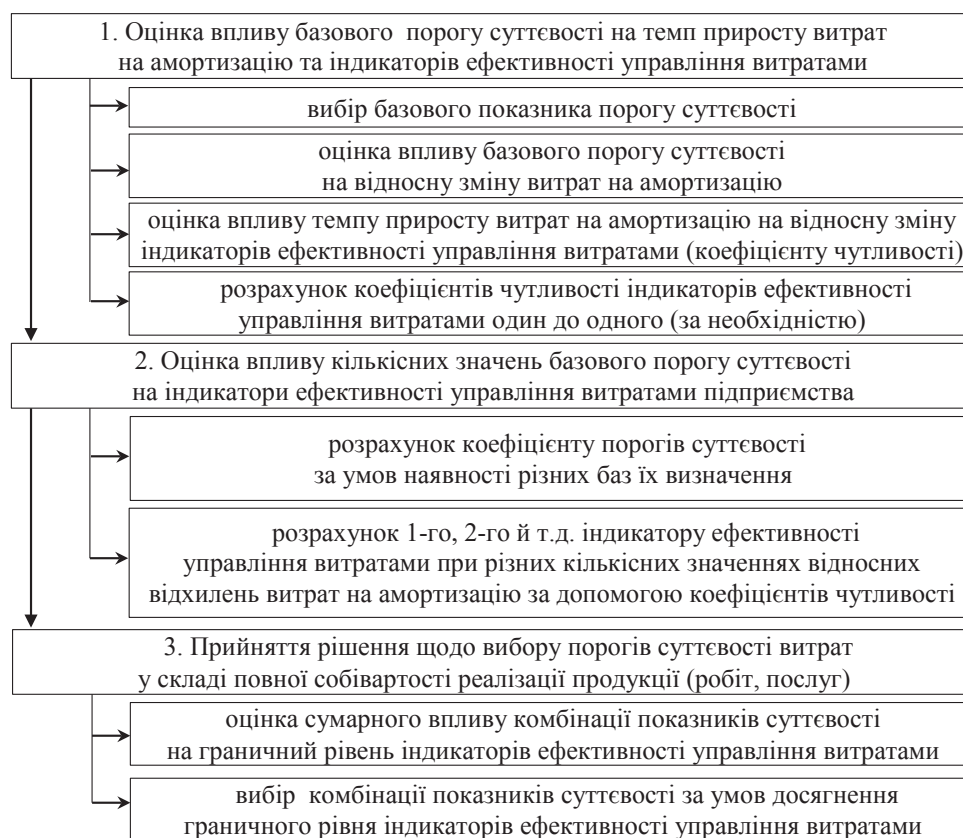 1. Оцінка впливу базового порогу суттєвості на темп приросту витрат
на амортизацію та індикаторів ефективності управління витратами
вибір базового показника порогу суттєвості
оцінка впливу базового порогу суттєвості
на відносну зміну витрат на амортизацію
оцінка впливу темпу приросту витрат на амортизацію на відносну зміну
індикаторів ефективності управління витратами (коефіцієнту чутливості)
розрахунок коефіцієнтів чутливості індикаторів ефективності
управління витратами один до одного (за необхідністю)
2. Оцінка впливу кількісних значень базового порогу суттєвості
на індикатори ефективності управління витратами підприємства
розрахунок коефіцієнту порогів суттєвості
за умов наявності різних баз їх визначення
розрахунок 1-го, 2-го й т.д. індикатору ефективності
управління витратами при різних кількісних значеннях відносних
відхилень витрат на амортизацію за допомогою коефіцієнтів чутливості
3. Прийняття рішення щодо вибору порогів суттєвості витрат
у складі повної собівартості реалізації продукції (робіт, послуг)
оцінка сумарного впливу комбінації показників суттєвості
на граничний рівень індикаторів ефективності управління витратами
вибір комбінації показників суттєвості за умов досягнення
граничного рівня індикаторів ефективності управління витратами